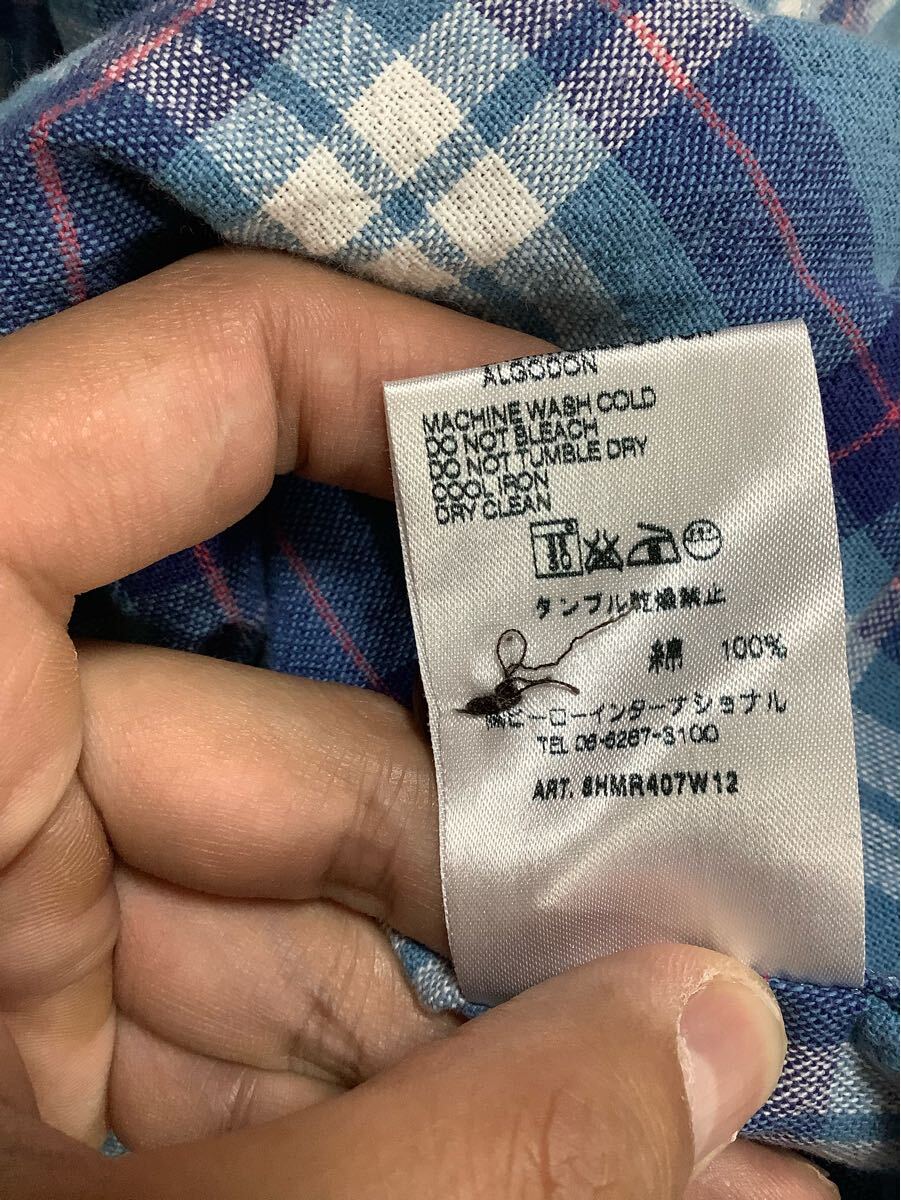 ALGODON
MACHINE WASH COLD
DO NOT BLEACH
DO NOT TUMBLE DRY
COOL IRON
DRY CLEAN
タンブル乾燥禁止
綿 100%
ヒーローインターナショナル
TEL 06-6267-3100
ART. 8HMR407W12